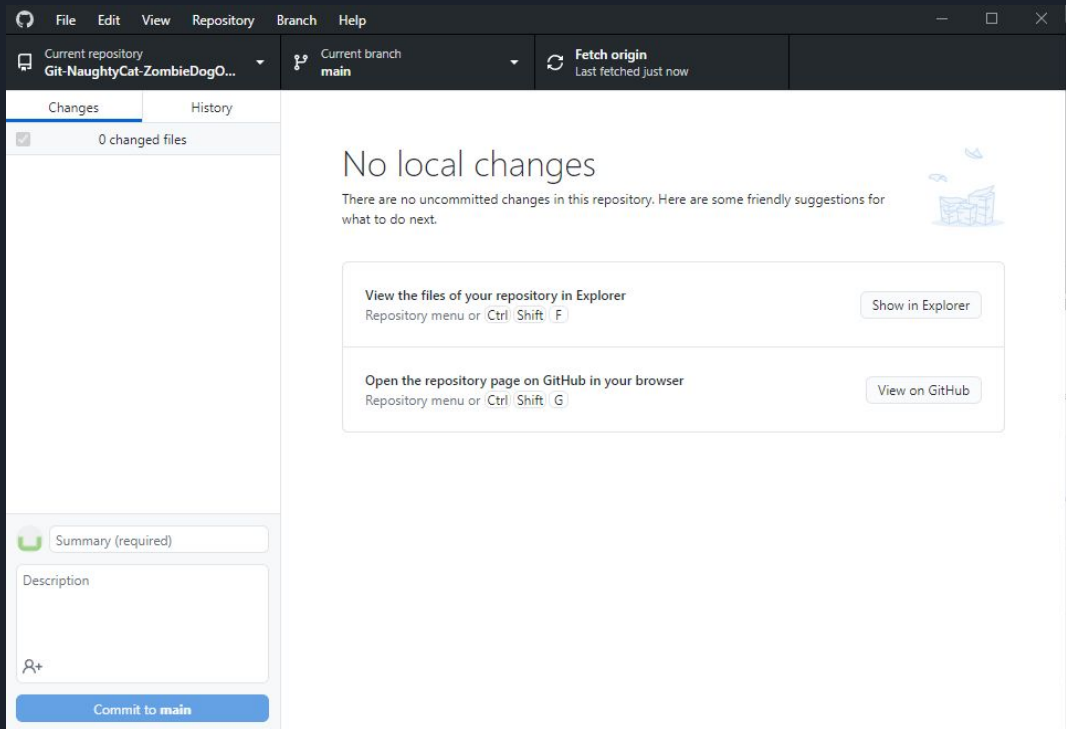 File Edit View Repository Branch Help
Current repository
Git-NaughtyCat-ZombieDogO...
Current branch
main
Fetch origin
Last fetched just now
Changes History
0 changed files
No local changes
There are no uncommitted changes in this repository. Here are some friendly suggestions for
what to do next.
View the files of your repository in Explorer
Repository menu or Ctrl Shift F
Show in Explorer
Open the repository page on GitHub in your browser
Repository menu or Ctrl Shift G
View on GitHub
Summary (required)
Description
Commit to main